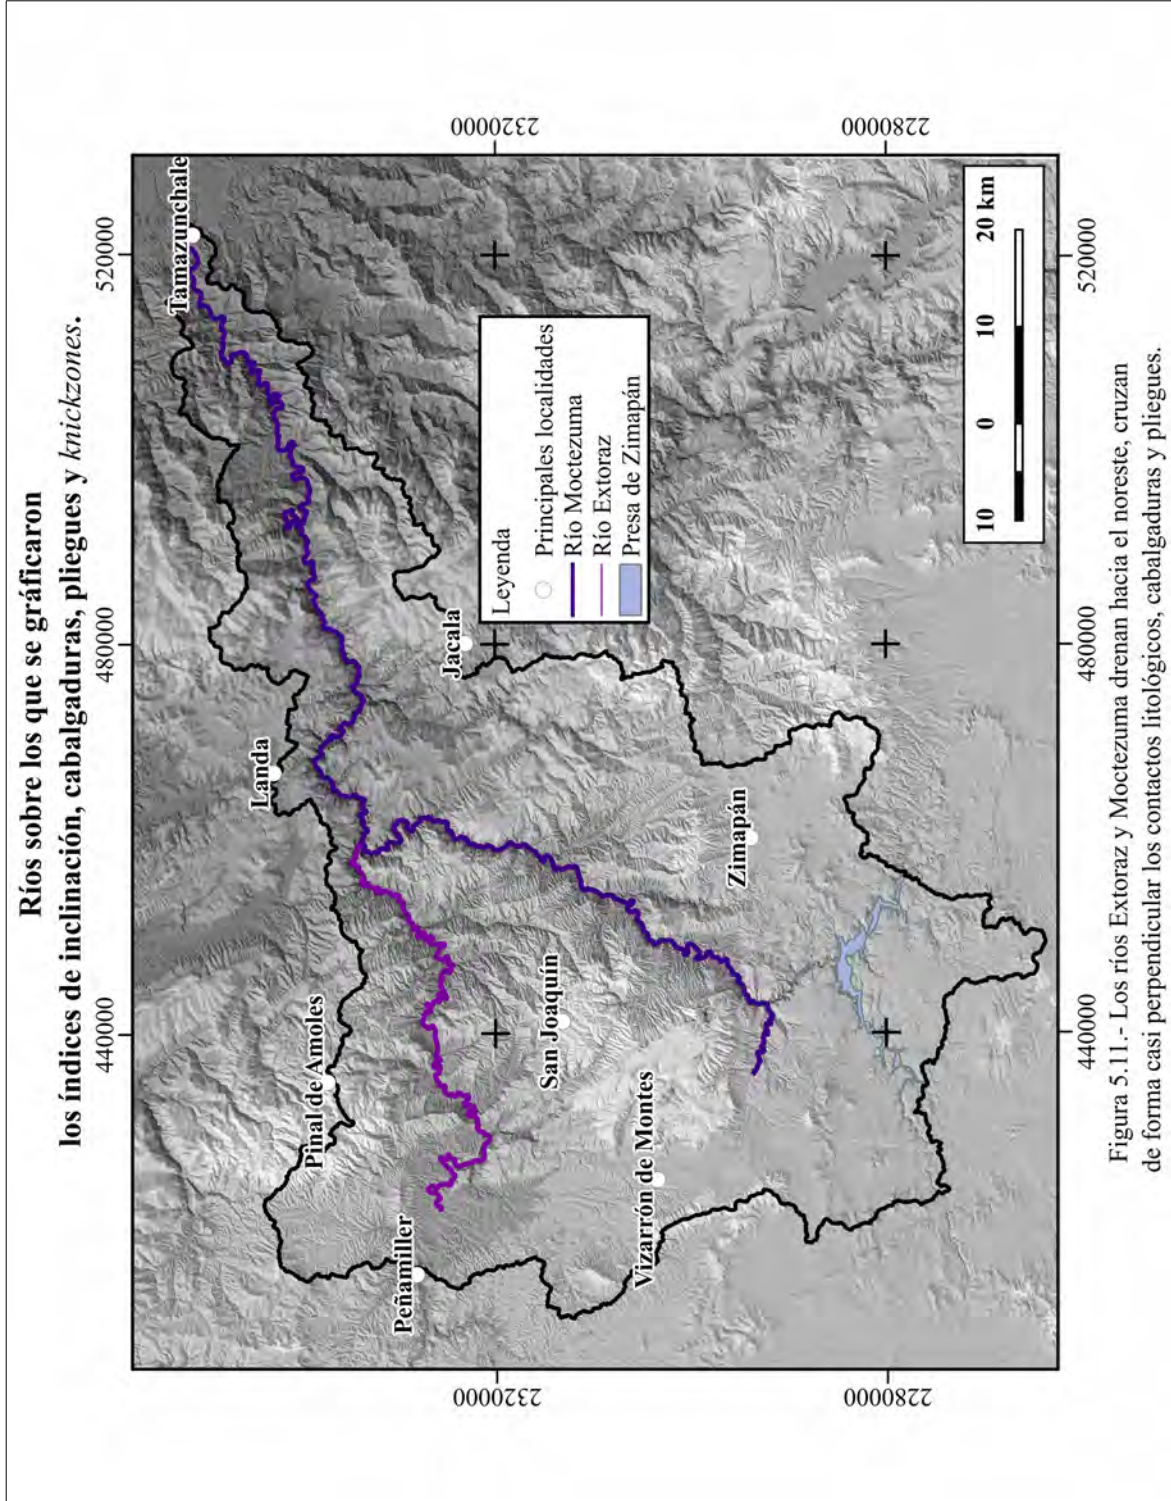 Ríos sobre los que se gráficaron
los índices de inclinación, cabalgaduras, pliegues y knickzones.
440000
480000
520000
2320000
2280000
2320000
2280000
Tamazunchale
Landa
Pinal de Amoles
Jacala
Peñamiller
San Joaquín
Zimapán
Vizarrón de Montes
Leyenda
Principales localidades
Río Moctezuma
Río Extoraz
Presa de Zimapán
10 0 10 20 km
440000
480000
520000
Figura 5.11.- Los ríos Extoraz y Moctezuma drenan hacia el noreste, cruzan
de forma casi perpendicular los contactos litológicos, cabalgaduras y pliegues.